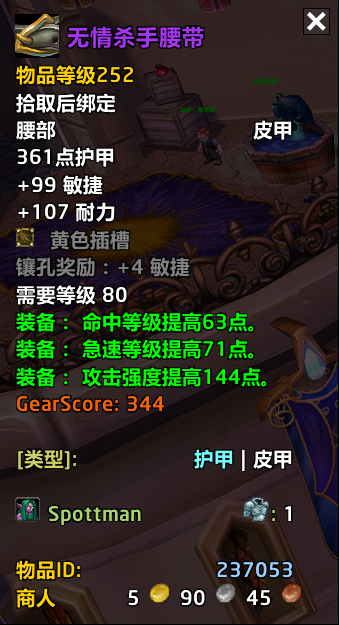 无情杀手腰带
物品等级252
拾取后绑定
腰部 皮甲
361点护甲
+99 敏捷
+107 耐力
黄色插槽
镶孔奖励：+4 敏捷
需要等级 80
装备： 命中等级提高63点。
装备： 急速等级提高71点。
装备： 攻击强度提高144点。
GearScore: 344
[类型]: 护甲 | 皮甲
Spottman : 1
物品ID: 237053
商人 5 90 45